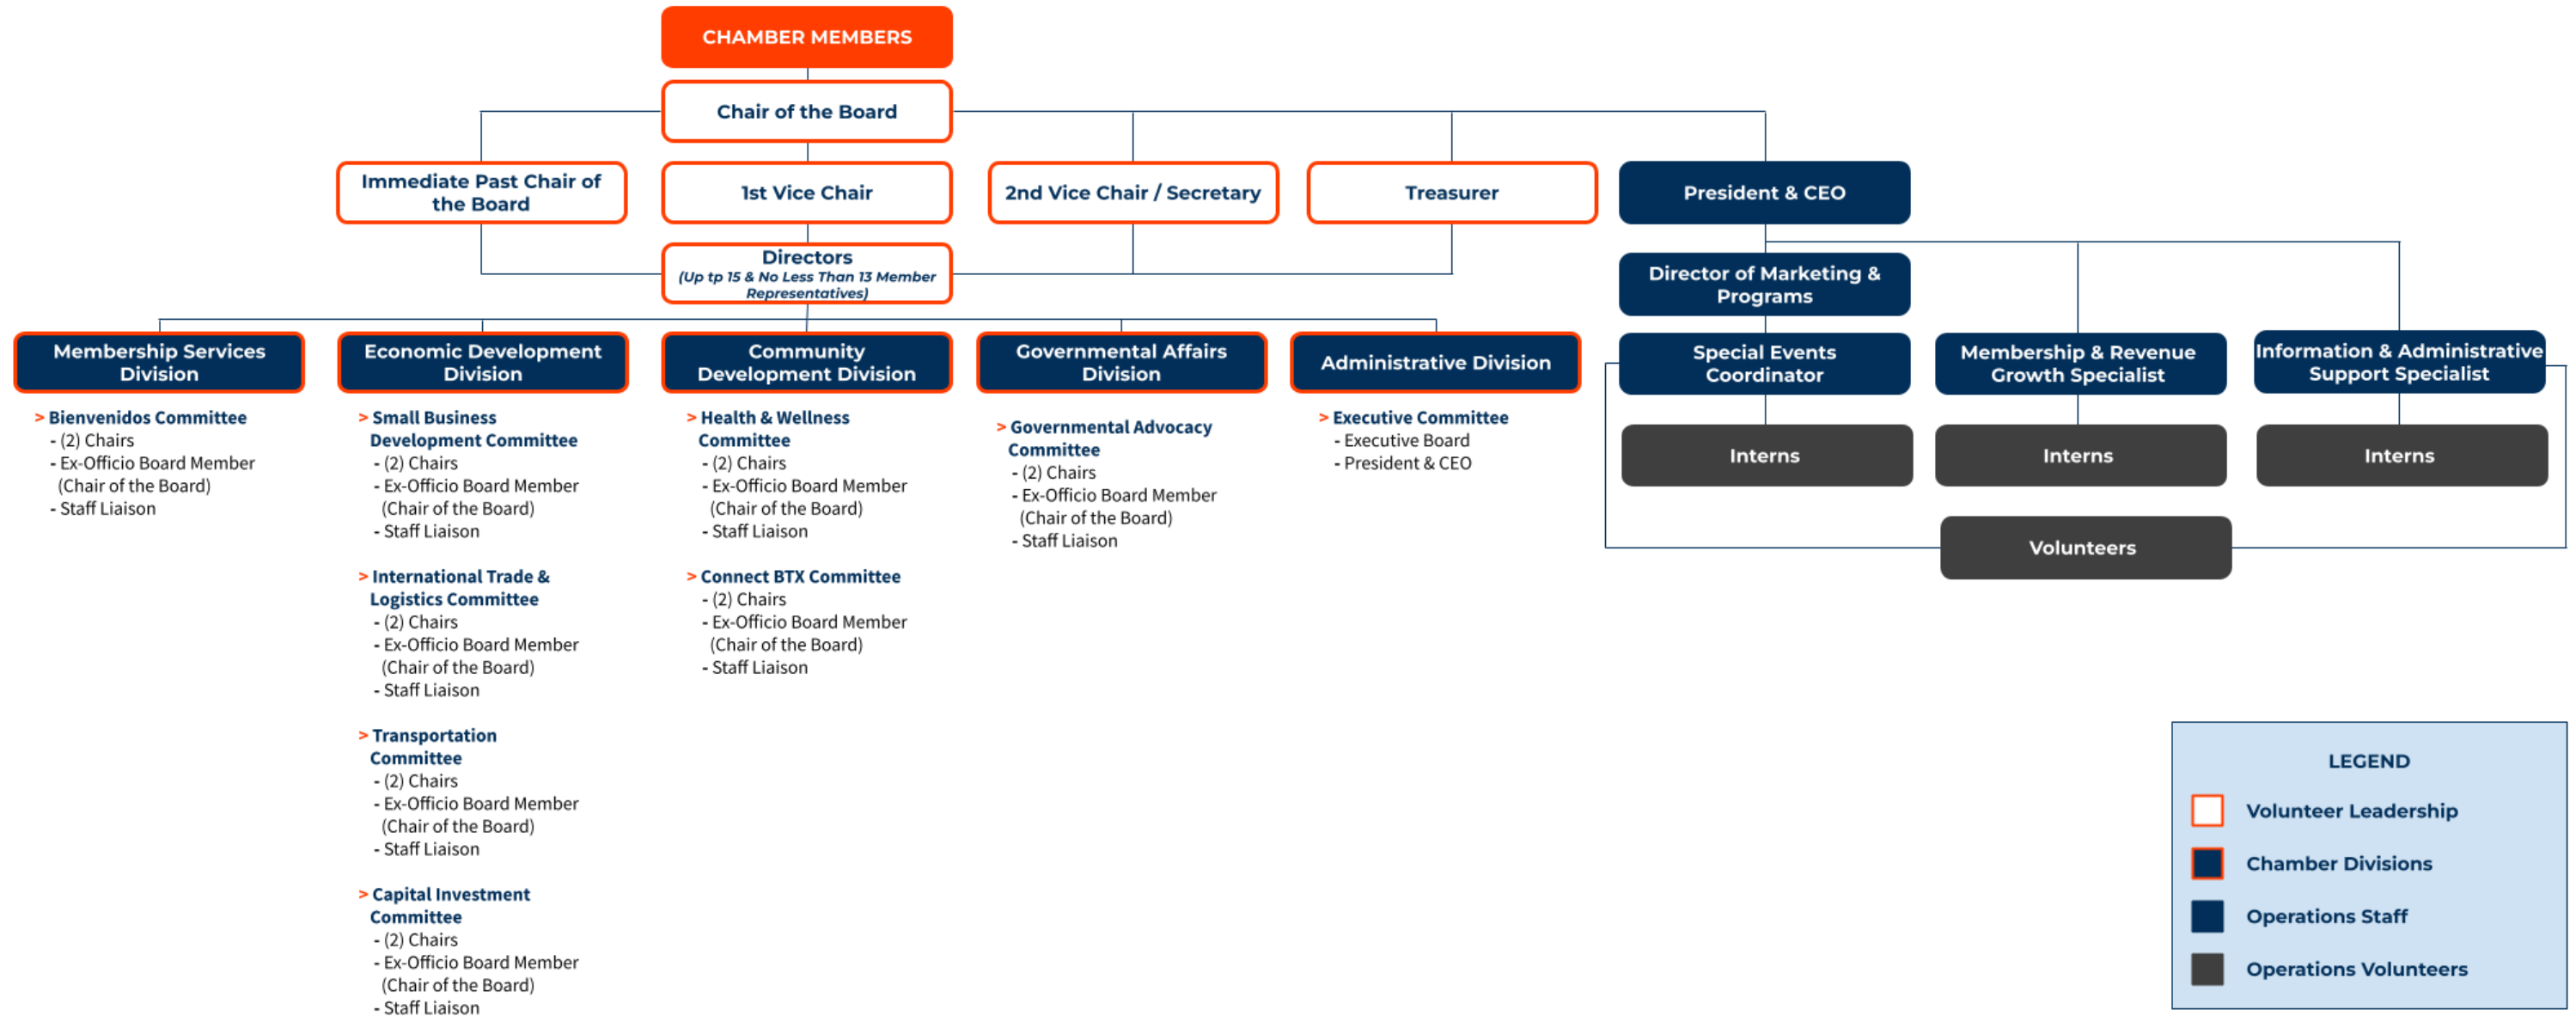 CHAMBER MEMBERS
Chair of the Board
Immediate Past Chair of
the Board
1st Vice Chair
2nd Vice Chair / Secretary
Treasurer
President & CEO
Directors
(Up tp 15 & No Less Than 13 Member
Representatives)
Director of Marketing &
Programs
Membership Services
Division
Economic Development
Division
Community
Development Division
Governmental Affairs
Division
Administrative Division
Special Events
Coordinator
Membership & Revenue
Growth Specialist
Information & Administrative
Support Specialist
> Bienvenidos Committee
- (2) Chairs
- Ex-Officio Board Member
(Chair of the Board)
- Staff Liaison
> Small Business
Development Committee
- (2) Chairs
- Ex-Officio Board Member
(Chair of the Board)
- Staff Liaison
> International Trade &
Logistics Committee
- (2) Chairs
- Ex-Officio Board Member
(Chair of the Board)
- Staff Liaison
> Transportation
Committee
- (2) Chairs
- Ex-Officio Board Member
(Chair of the Board)
- Staff Liaison
> Capital Investment
Committee
- (2) Chairs
- Ex-Officio Board Member
(Chair of the Board)
- Staff Liaison
> Health & Wellness
Committee
- (2) Chairs
- Ex-Officio Board Member
(Chair of the Board)
- Staff Liaison
> Connect BTX Committee
- (2) Chairs
- Ex-Officio Board Member
(Chair of the Board)
- Staff Liaison
> Governmental Advocacy
Committee
- (2) Chairs
- Ex-Officio Board Member
(Chair of the Board)
- Staff Liaison
> Executive Committee
- Executive Board
- President & CEO
Interns
Interns
Interns
Volunteers
LEGEND
Volunteer Leadership
Chamber Divisions
Operations Staff
Operations Volunteers